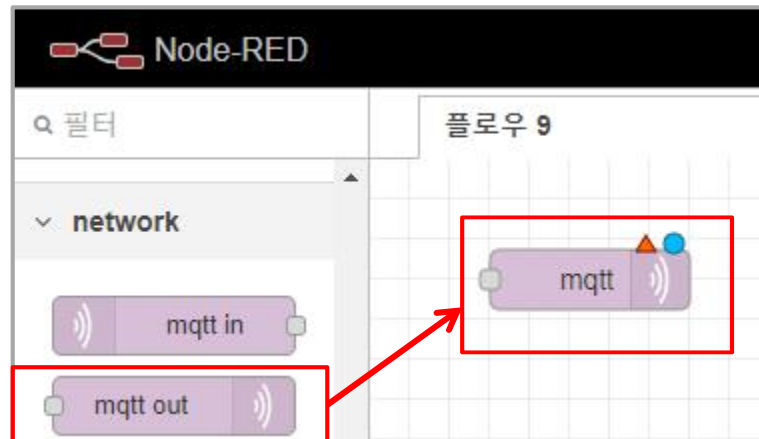 Node-RED
필터
플로우 9
network
mqtt
mqtt in
mqtt out